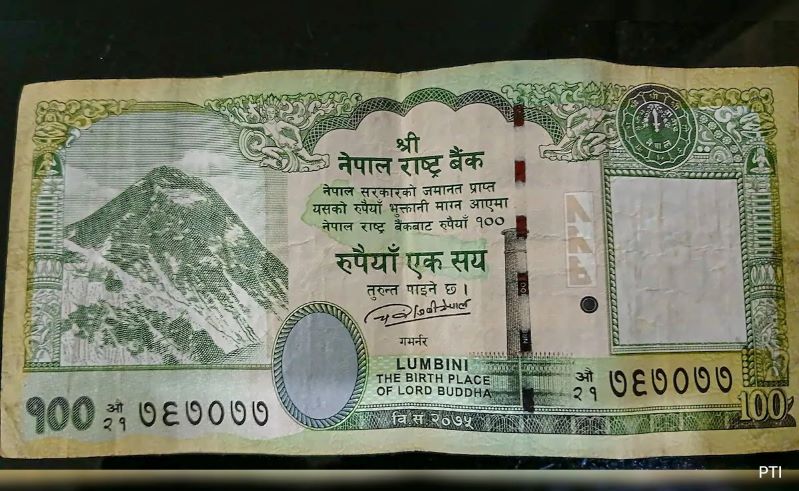 श्री
नेपाल राष्ट्र बैंक
नेपाल सरकारको जमानत प्राप्त
यसको रुपैयाँ भुक्तानी माग्न आएमा
नेपाल राष्ट्र बैंकबाट रुपैयाँ १००
रुपैयाँ एक सय
तुरुन्त पाइने छ।
गभर्नर
LUMBINI
THE BIRTH PLACE
OF LORD BUDDHA
वि सं २०७५
१०० औ २१ ७६७०७७
औ २१ ७६७०७७
100
PTI